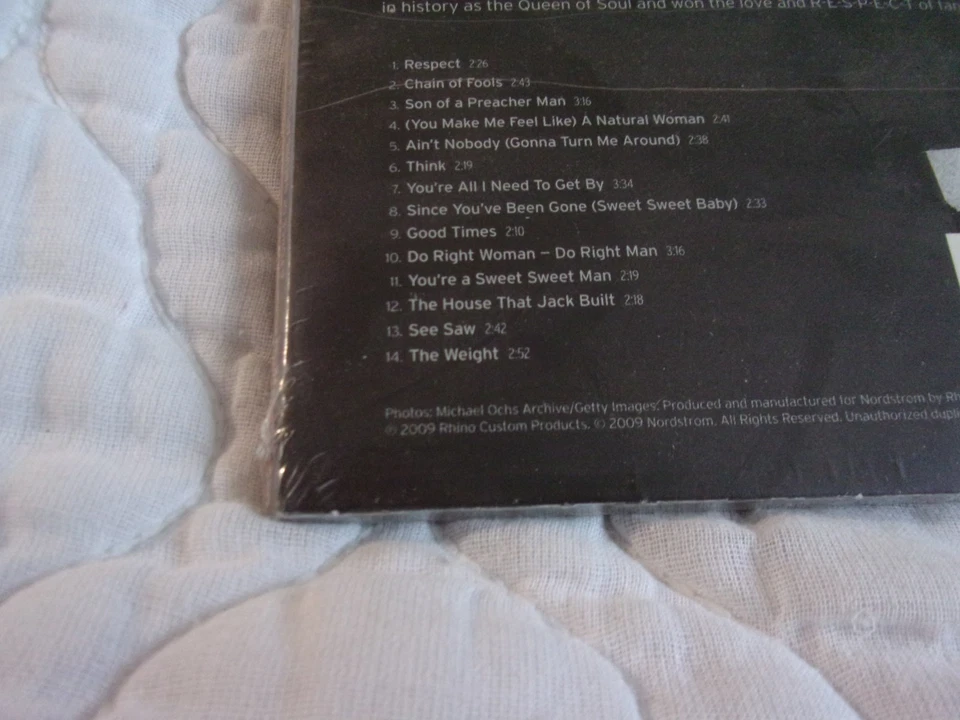 in history as the Queen of Soul and won the love and R-E-S-P-E-C-T of fan
1. Respect 2:26
2. Chain of Fools 2:43
3. Son of a Preacher Man 3:16
4. (You Make Me Feel Like) A Natural Woman 2:41
5. Ain't Nobody (Gonna Turn Me Around) 2:38
6. Think 2:19
7. You're All I Need To Get By 3:34
8. Since You've Been Gone (Sweet Sweet Baby) 2:33
9. Good Times 2:10
10. Do Right Woman – Do Right Man 3:16
11. You're a Sweet Sweet Man 2:19
12. The House That Jack Built 2:18
13. See Saw 2:42
14. The Weight 2:52
Photos: Michael Ochs Archive/Getty Images. Produced and manufactured for Nordstrom by Rh
℗ 2009 Rhino Custom Products. © 2009 Nordstrom. All Rights Reserved. Unauthorized dupli